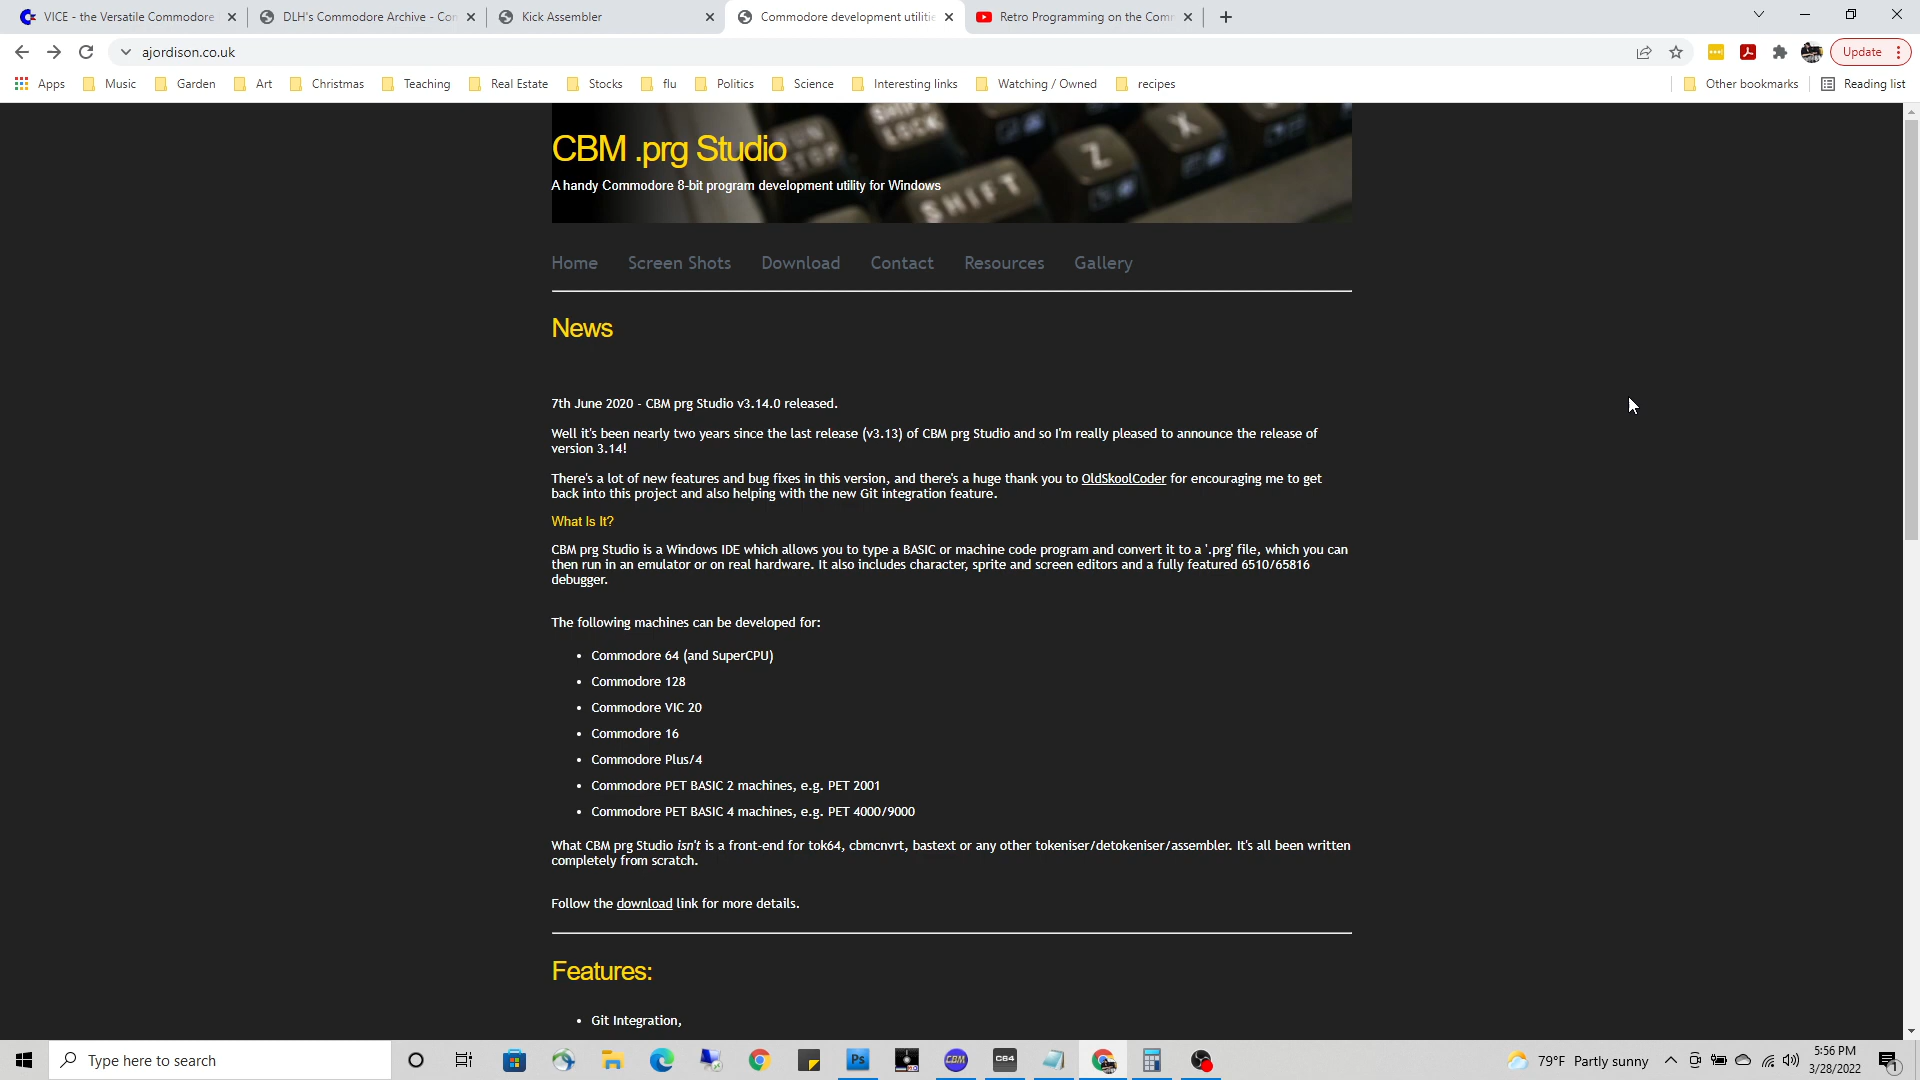 VICE - the Versatile Commodore
DLH's Commodore Archive - Con
Kick Assembler
Commodore development utilitie
Retro Programming on the Comm
ajordison.co.uk
Update
Apps
Music
Garden
Art
Christmas
Teaching
Real Estate
Stocks
flu
Politics
Science
Interesting links
Watching / Owned
recipes
Other bookmarks
Reading list
CBM .prg Studio
A handy Commodore 8-bit program development utility for Windows
RUN STOP
SHIFT LOCK
Z
X
SHIFT
Home
Screen Shots
Download
Contact
Resources
Gallery
News
7th June 2020 - CBM prg Studio v3.14.0 released.
Well it's been nearly two years since the last release (v3.13) of CBM prg Studio and so I'm really pleased to announce the release of
version 3.14!
There's a lot of new features and bug fixes in this version, and there's a huge thank you to OldSkoolCoder for encouraging me to get
back into this project and also helping with the new Git integration feature.
What Is It?
CBM prg Studio is a Windows IDE which allows you to type a BASIC or machine code program and convert it to a '.prg' file, which you can
then run in an emulator or on real hardware. It also includes character, sprite and screen editors and a fully featured 6510/65816
debugger.
The following machines can be developed for:
• Commodore 64 (and SuperCPU)
• Commodore 128
• Commodore VIC 20
• Commodore 16
• Commodore Plus/4
• Commodore PET BASIC 2 machines, e.g. PET 2001
• Commodore PET BASIC 4 machines, e.g. PET 4000/9000
What CBM prg Studio isn't is a front-end for tok64, cbmcnvrt, bastext or any other tokeniser/detokeniser/assembler. It's all been written
completely from scratch.
Follow the download link for more details.
Features:
• Git Integration,
Type here to search
Ps
CBM
C64
79°F Partly sunny
5:56 PM
3/28/2022
1